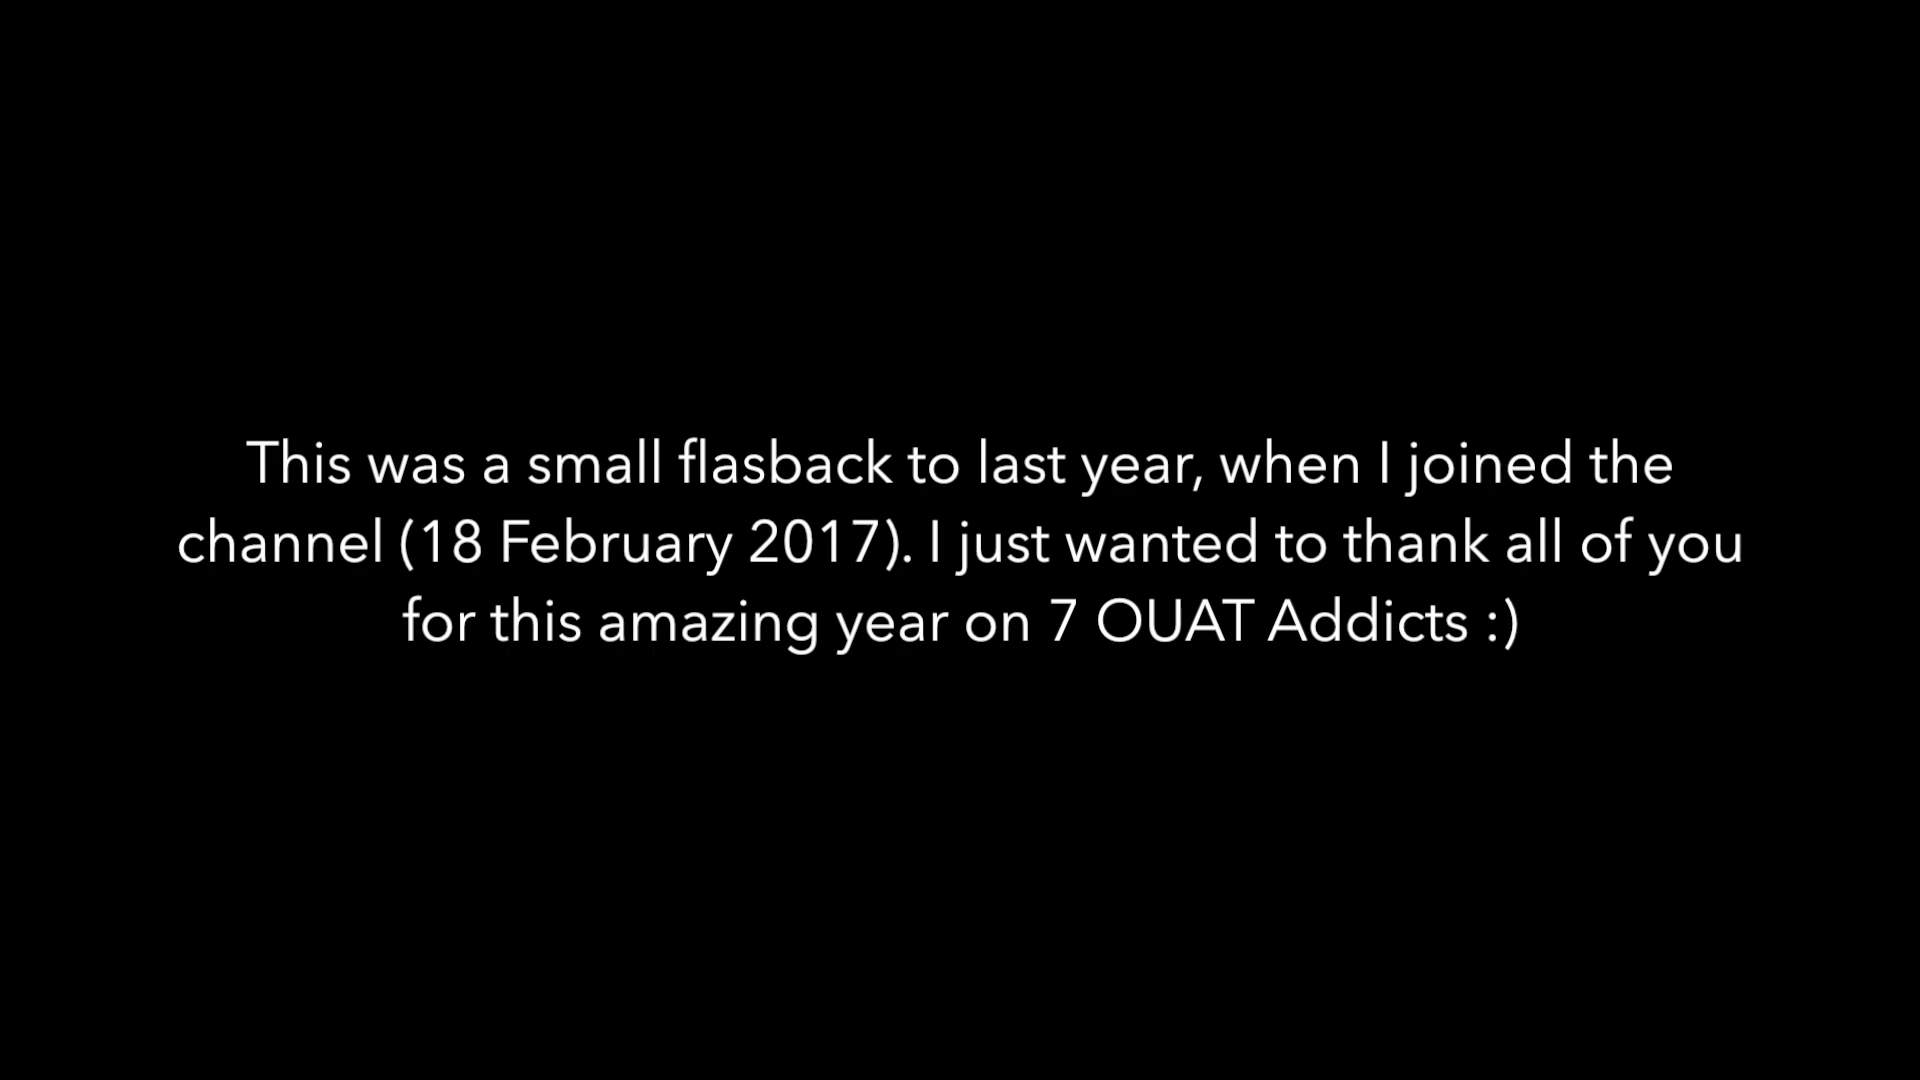 This was a small flasback to last year, when I joined the
channel (18 February 2017). I just wanted to thank all of you
for this amazing year on 7 OUAT Addicts :)